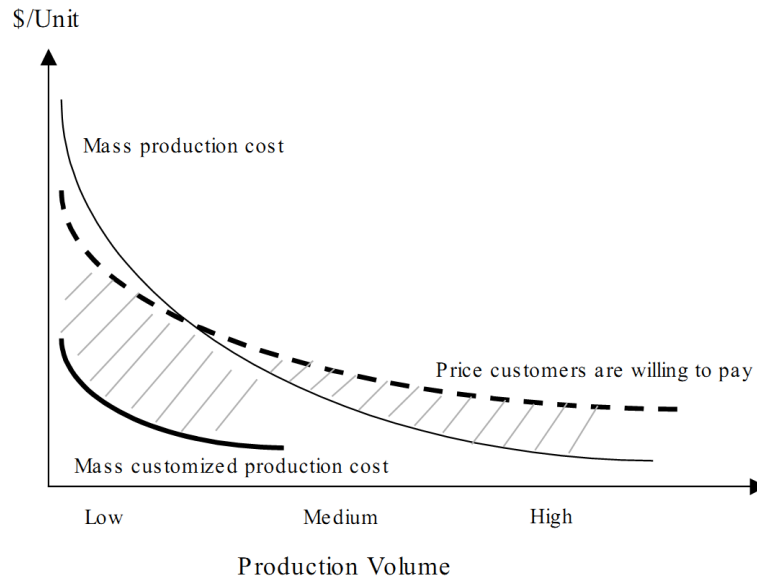 $/Unit
Mass production cost
Price customers are willing to pay
Mass customized production cost
Low Medium High
Production Volume